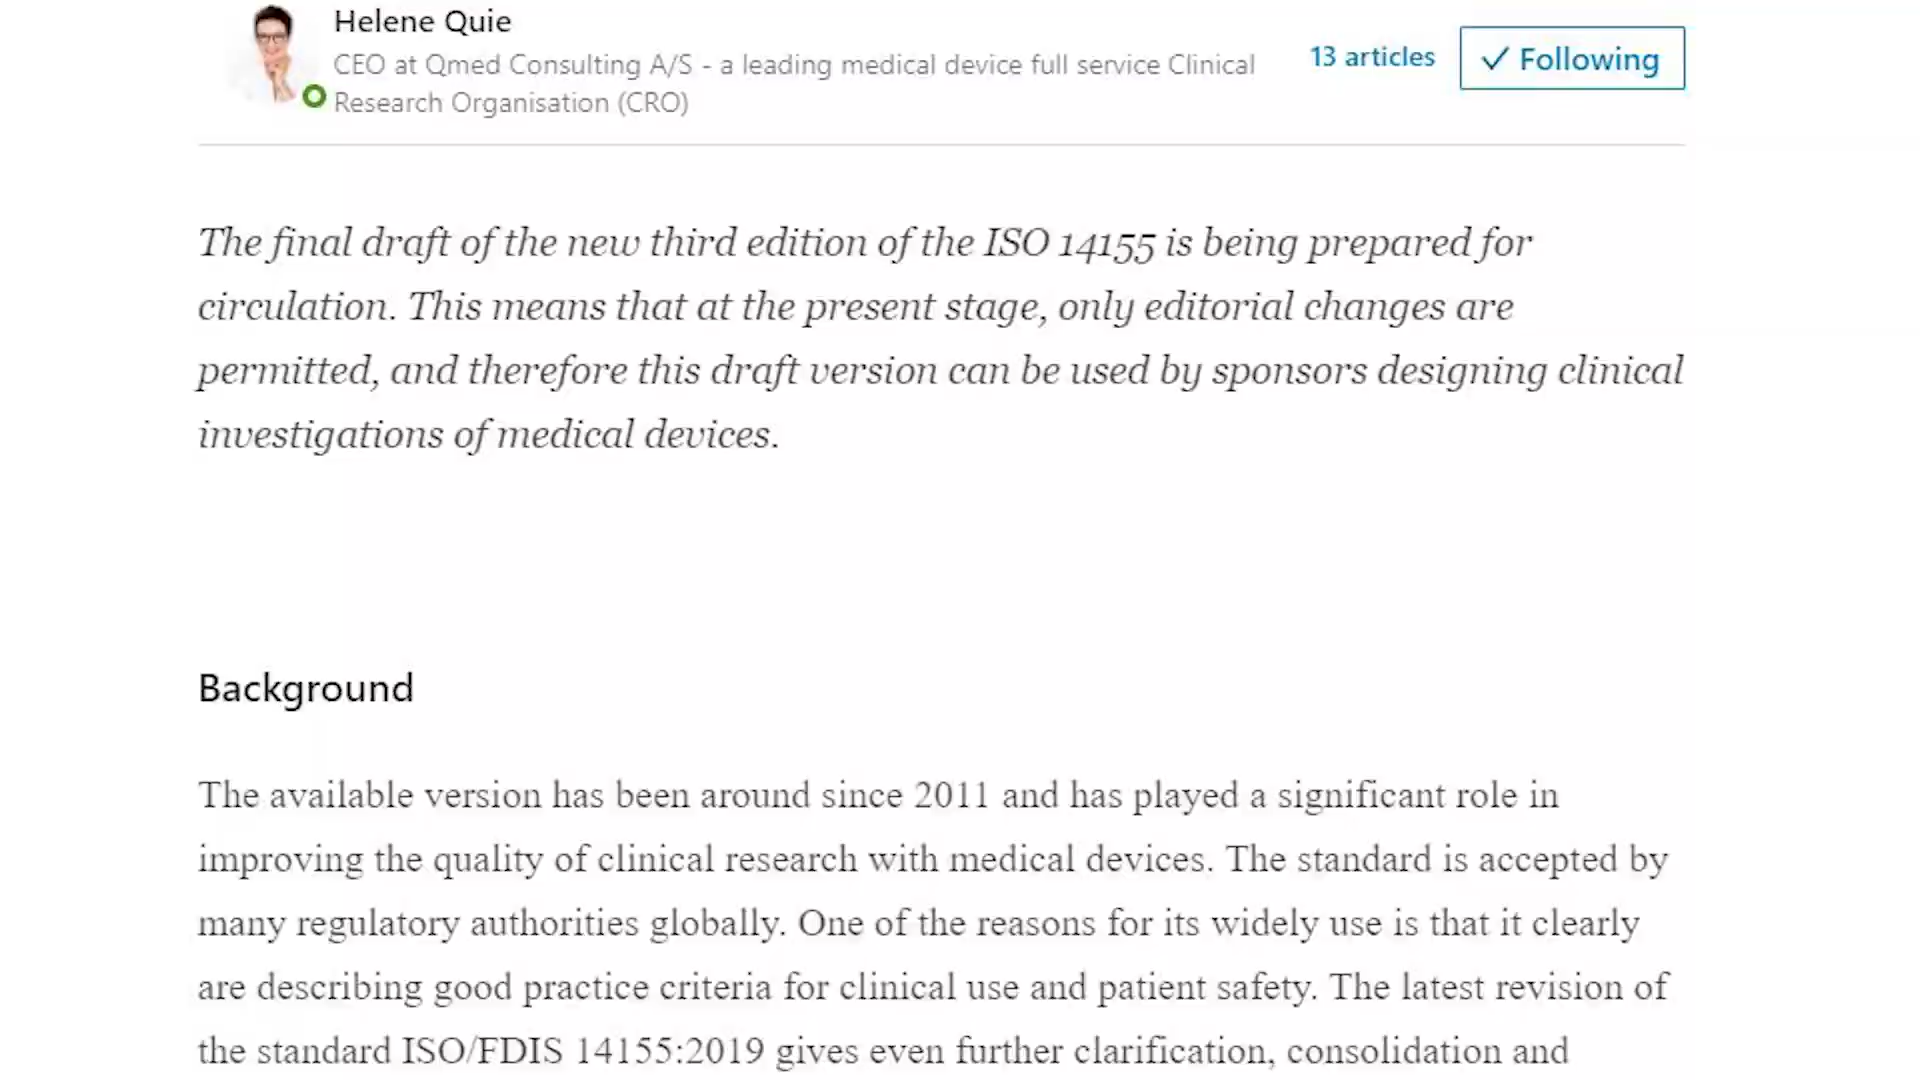 Helene Quie
CEO at Qmed Consulting A/S - a leading medical device full service Clinical
Research Organisation (CRO)
13 articles
Following
The final draft of the new third edition of the ISO 14155 is being prepared for
circulation. This means that at the present stage, only editorial changes are
permitted, and therefore this draft version can be used by sponsors designing clinical
investigations of medical devices.
Background
The available version has been around since 2011 and has played a significant role in
improving the quality of clinical research with medical devices. The standard is accepted by
many regulatory authorities globally. One of the reasons for its widely use is that it clearly
are describing good practice criteria for clinical use and patient safety. The latest revision of
the standard ISO/FDIS 14155:2019 gives even further clarification, consolidation and